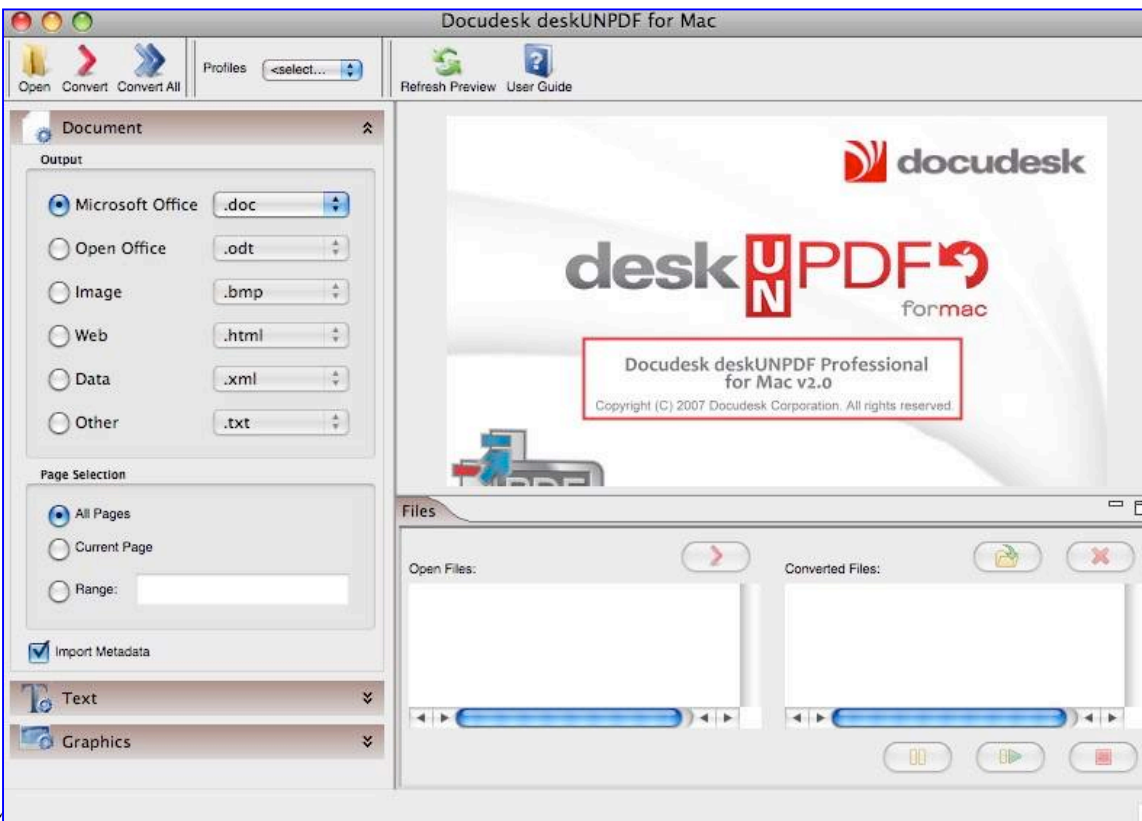 Docudesk deskUNPDF for Mac
Open Convert Convert All Profiles <select... Refresh Preview User Guide
Document
Output
Microsoft Office .doc
Open Office .odt
Image .bmp
Web .html
Data .xml
Other .txt
Page Selection
All Pages
Current Page
Range:
Import Metadata
Text
Graphics
docudesk
deskUNPDF
formac
Docudesk deskUNPDF Professional
for Mac v2.0
Copyright (C) 2007 Docudesk Corporation. All rights reserved.
PDF
Files
Open Files:
Converted Files: